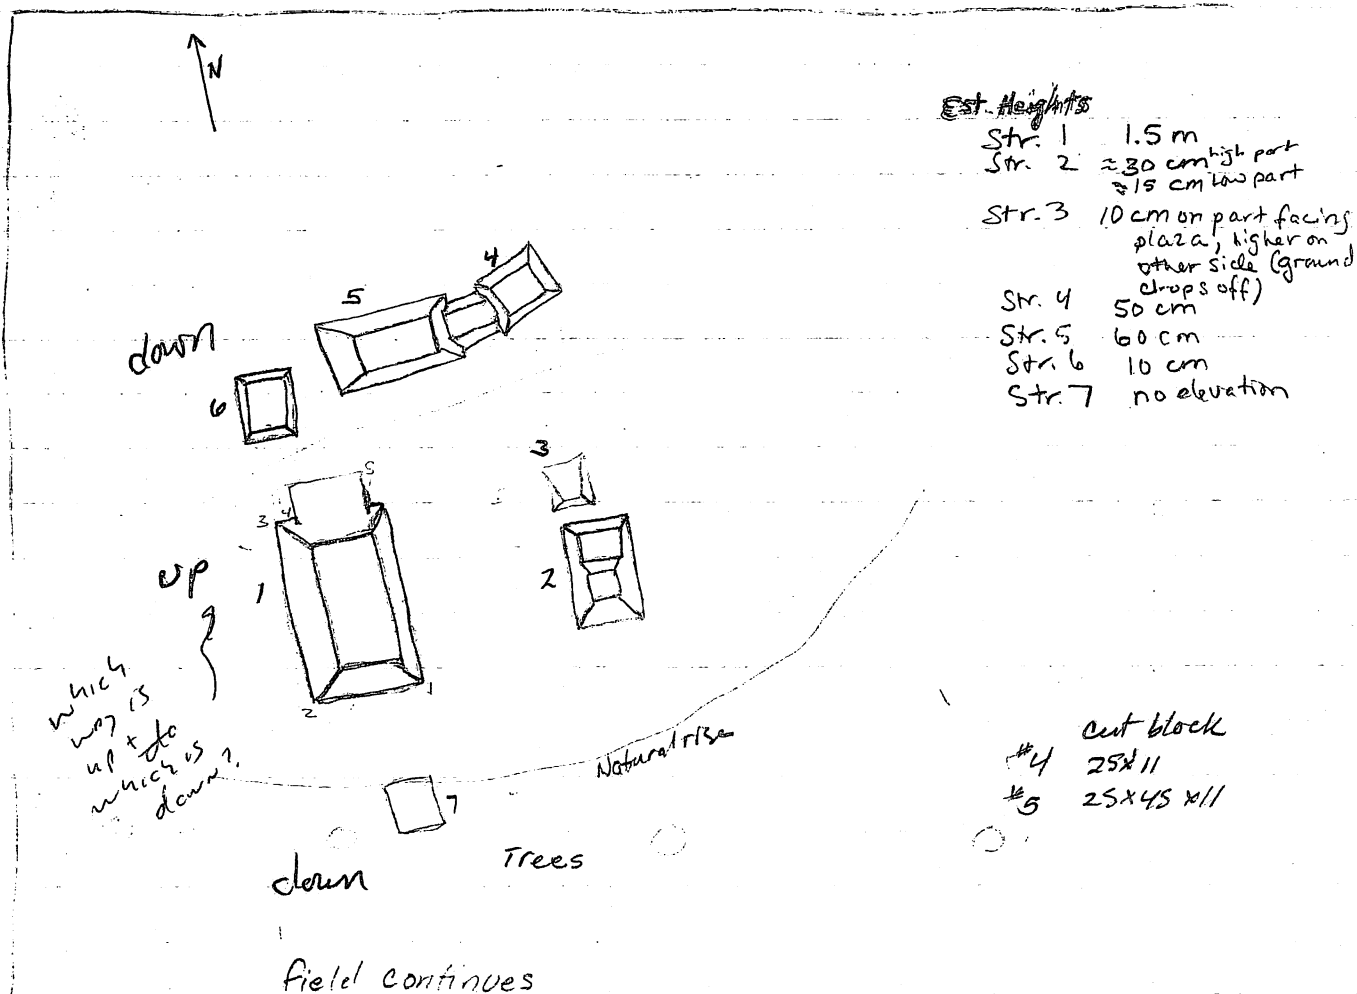 N
Est. Heights
Str. 1 1.5 m
Str. 2 ≈30 cm high part
≈15 cm low part
Str. 3 10 cm on part facing
plaza, higher on
other side (ground
drops off)
Str. 4 50 cm
Str. 5 60 cm
Str. 6 10 cm
Str. 7 no elevation
4
5
down
6
3
5
4
3
up
1
2
which
way is
up +
which is
down?
1
2
Natural rise
7
cut block
#4 25x11
#5 25x45x11
Trees
down
field continues